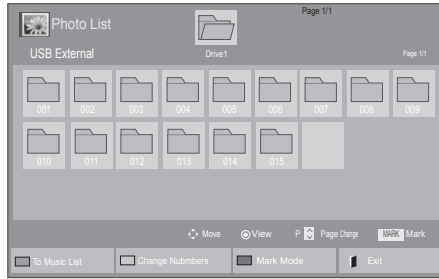 Page 1/1
Photo List
USB External Drive1 Page 1/1
001 002 003 004 005 006 007 008 009
010 011 012 013 014 015
Move View P Page Charge MARK Mark
To Music List Change Nubmbers Mark Mode Exit